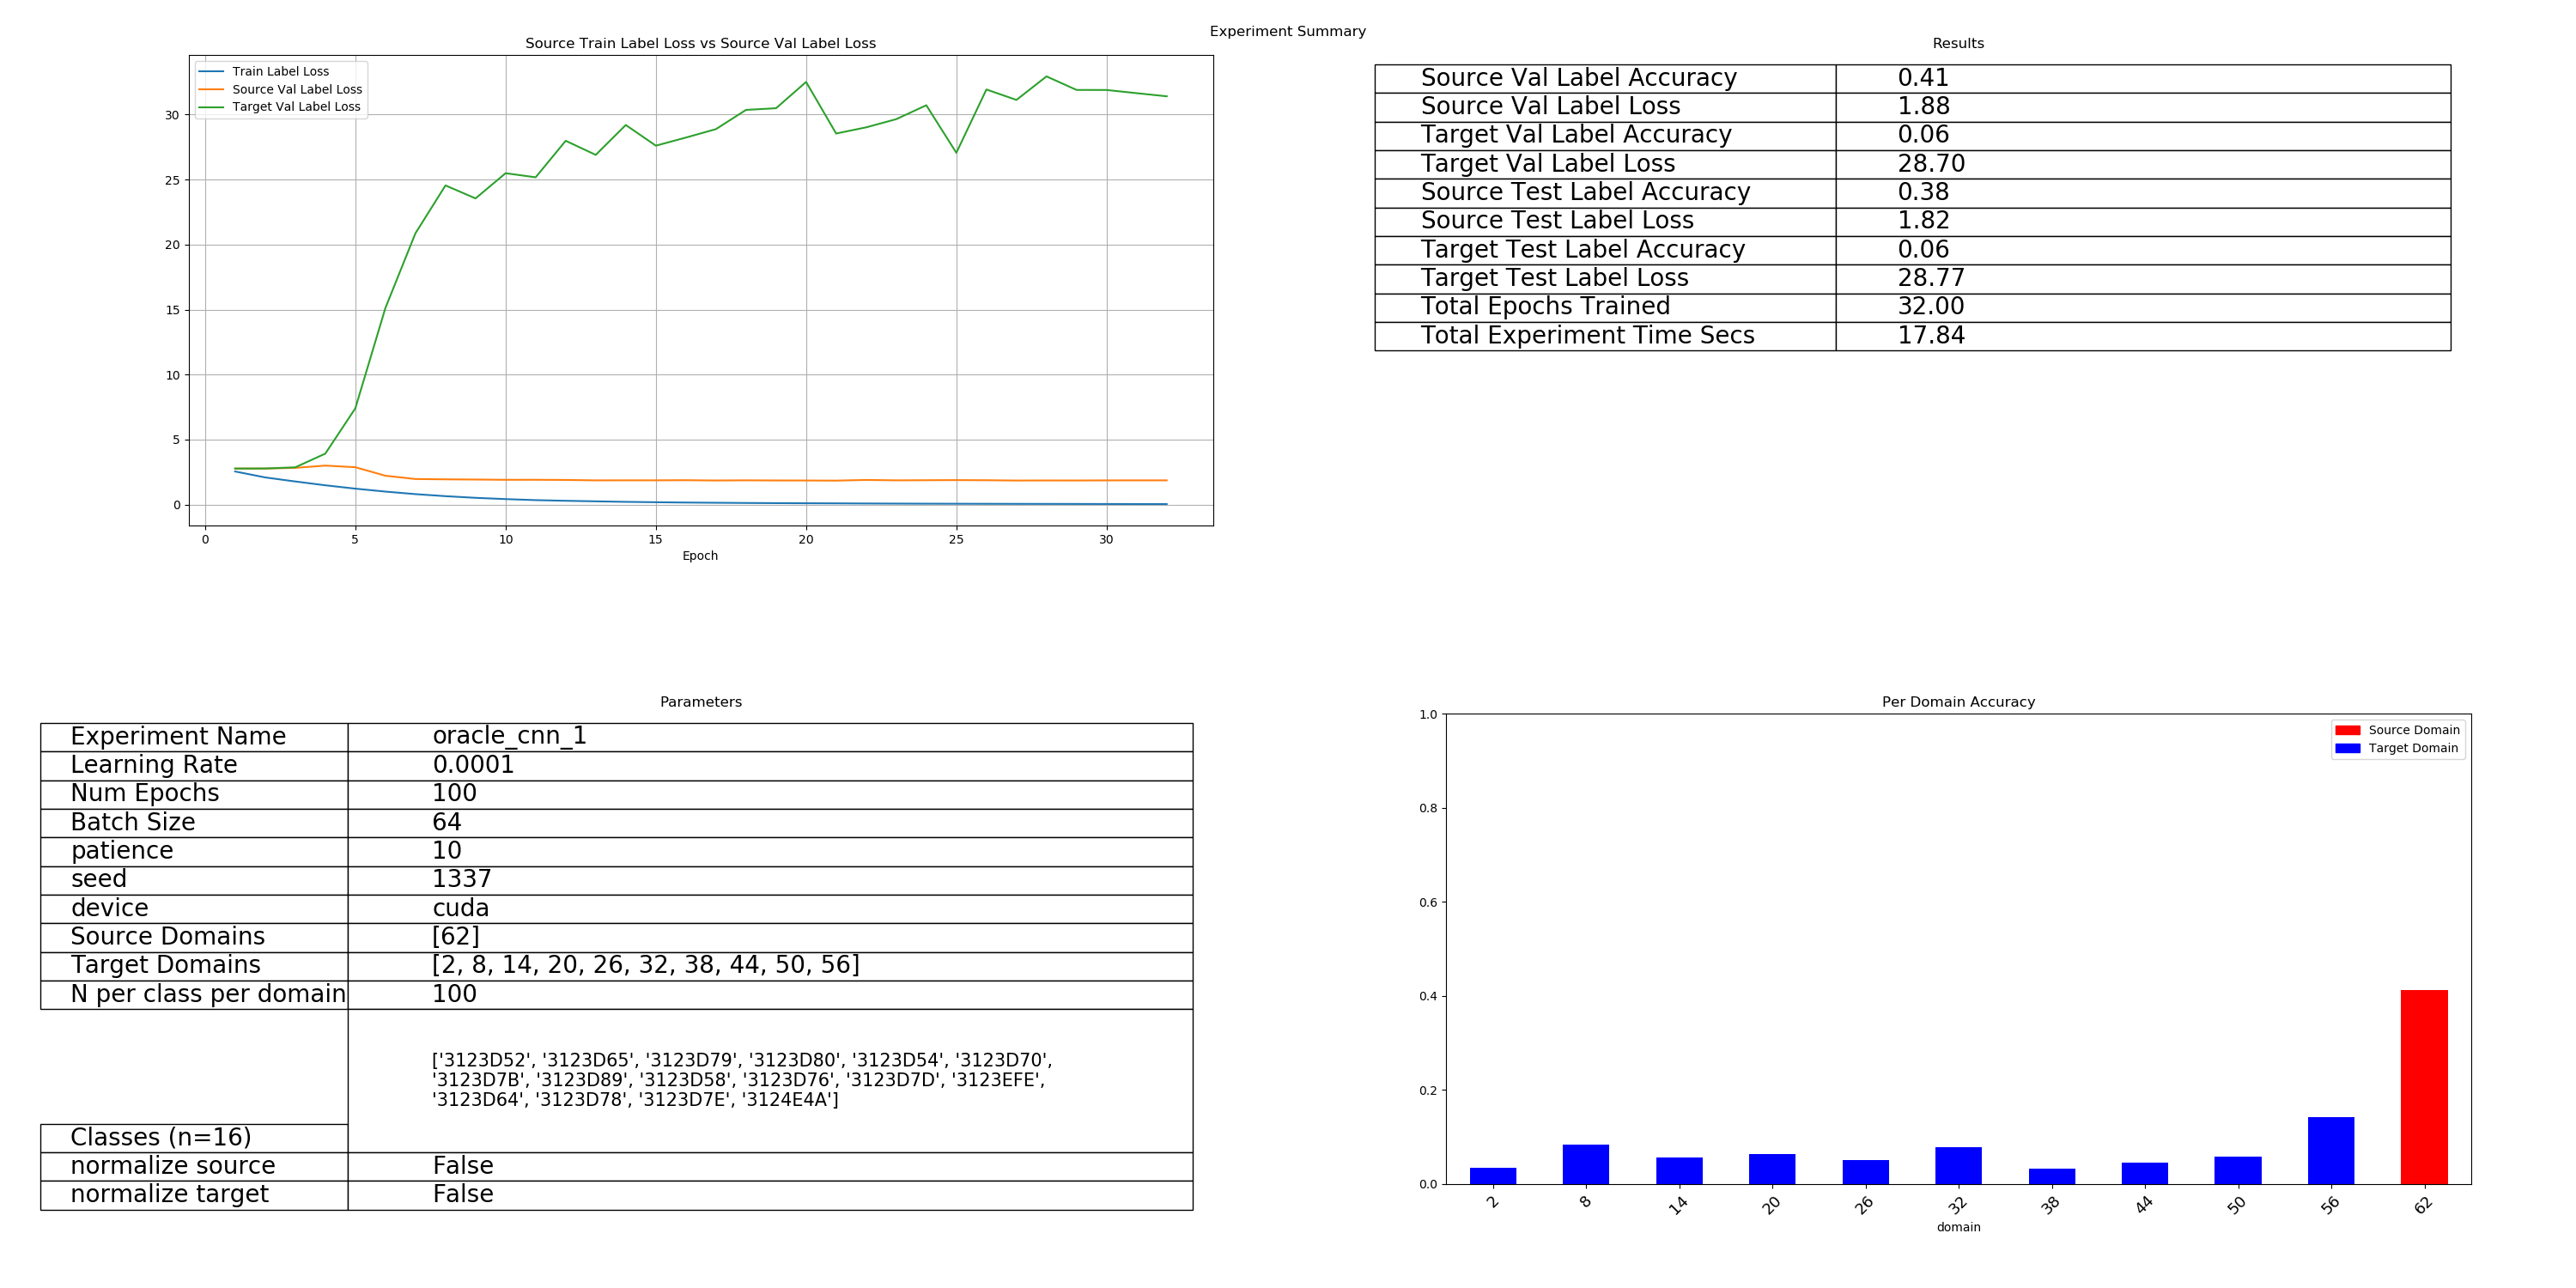 Experiment Summary
Source Train Label Loss vs Source Val Label Loss
Train Label Loss
Source Val Label Loss
Target Val Label Loss
30
25
20
15
10
5
0
0 5 10 15 20 25 30
Epoch
Results
Source Val Label Accuracy 0.41
Source Val Label Loss 1.88
Target Val Label Accuracy 0.06
Target Val Label Loss 28.70
Source Test Label Accuracy 0.38
Source Test Label Loss 1.82
Target Test Label Accuracy 0.06
Target Test Label Loss 28.77
Total Epochs Trained 32.00
Total Experiment Time Secs 17.84
Parameters
Experiment Name oracle_cnn_1
Learning Rate 0.0001
Num Epochs 100
Batch Size 64
patience 10
seed 1337
device cuda
Source Domains [62]
Target Domains [2, 8, 14, 20, 26, 32, 38, 44, 50, 56]
N per class per domain 100
['3123D52', '3123D65', '3123D79', '3123D80', '3123D54', '3123D70',
'3123D7B', '3123D89', '3123D58', '3123D76', '3123D7D', '3123EFE',
'3123D64', '3123D78', '3123D7E', '3124E4A']
Classes (n=16)
normalize source False
normalize target False
Per Domain Accuracy
Source Domain
Target Domain
1.0
0.8
0.6
0.4
0.2
0.0
2 8 14 20 26 32 38 44 50 56 62
domain